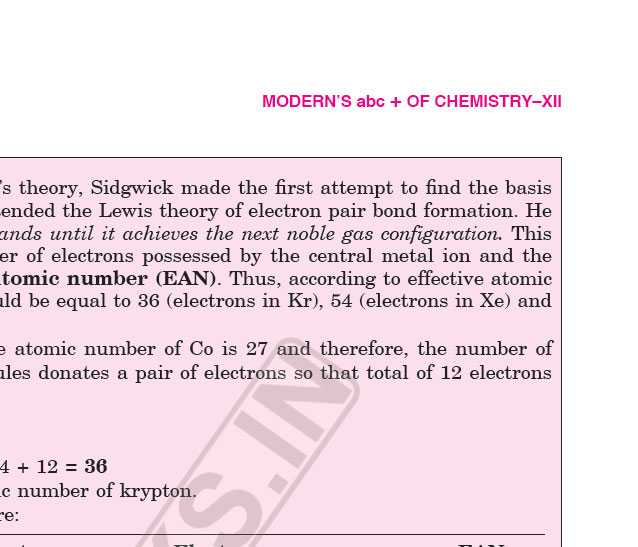 MODERN'S abc + OF CHEMISTRY–XII
's theory, Sidgwick made the first attempt to find the basis
ended the Lewis theory of electron pair bond formation. He
ands until it achieves the next noble gas configuration. This
er of electrons possessed by the central metal ion and the
tomic number (EAN). Thus, according to effective atomic
uld be equal to 36 (electrons in Kr), 54 (electrons in Xe) and
e atomic number of Co is 27 and therefore, the number of
ules donates a pair of electrons so that total of 12 electrons
4 + 12 = 36
ic number of krypton.
re: